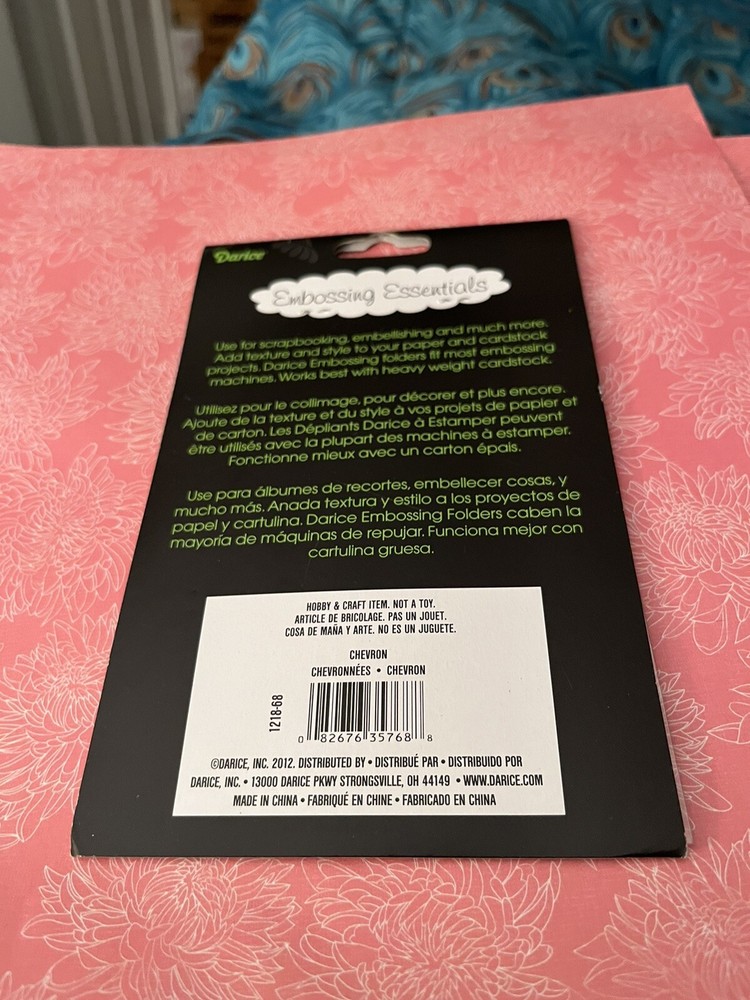 Darice
Embossing Essentials
Use for scrapbooking, embellishing and much more.
Add texture and style to your paper and cardstock
projects. Darice Embossing folders fit most embossing
machines. Works best with heavy weight cardstock.
Utilisez pour le collimage, pour décorer et plus encore.
Ajoute de la texture et du style à vos projets de papier et
de carton. Les Dépliants Darice à Estamper peuvent
être utilisés avec la plupart des machines à estamper.
Fonctionne mieux avec un carton épais.
Use para álbumes de recortes, embellecer cosas, y
mucho más. Anada textura y estilo a los proyectos de
papel y cartulina. Darice Embossing Folders caben la
mayoría de máquinas de repujar. Funciona mejor con
cartulina gruesa.
HOBBY & CRAFT ITEM. NOT A TOY.
ARTICLE DE BRICOLAGE. PAS UN JOUET.
COSA DE MAÑA Y ARTE. NO ES UN JUGUETE.
CHEVRON
CHEVRONNÉES • CHEVRON
1218-68
0 82676 35768 8
©DARICE, INC. 2012. DISTRIBUTED BY • DISTRIBUÉ PAR • DISTRIBUIDO POR
DARICE, INC. • 13000 DARICE PKWY STRONGSVILLE, OH 44149 • WWW.DARICE.COM
MADE IN CHINA • FABRIQUÉ EN CHINE • FABRICADO EN CHINA